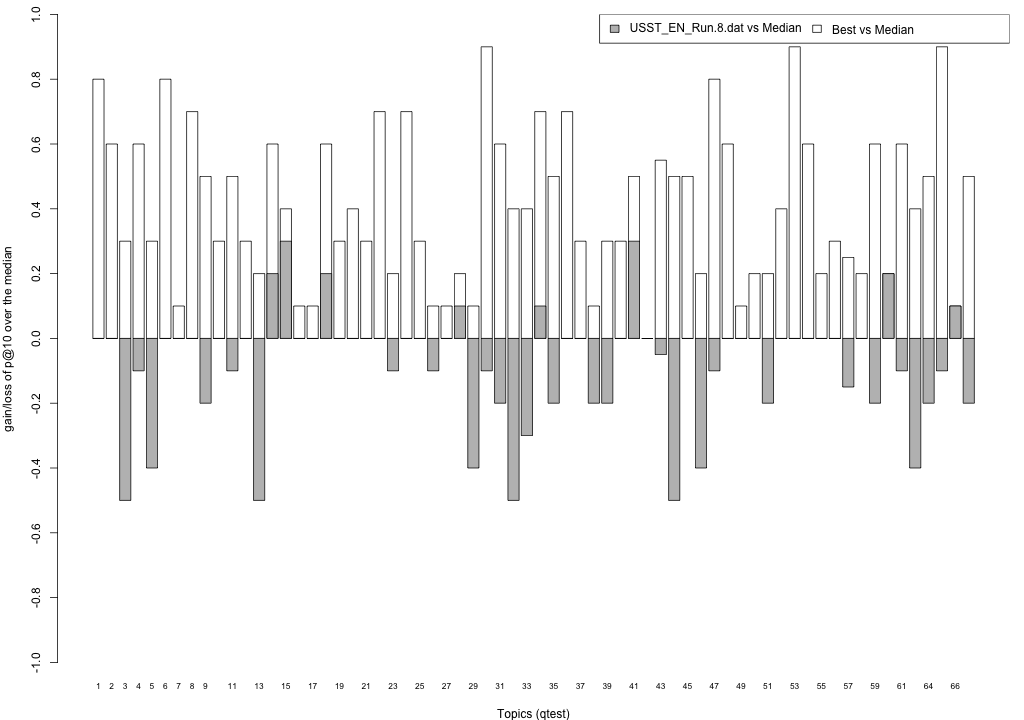 USST_EN_Run.8.dat vs Median
Best vs Median
gain/loss of p@10 over the median
1.0
0.8
0.6
0.4
0.2
0.0
-0.2
-0.4
-0.6
-0.8
-1.0
1 2 3 4 5 6 7 8 9 11 13 15 17 19 21 23 25 27 29 31 33 35 37 39 41 43 45 47 49 51 53 55 57 59 61 64 66
Topics (qtest)